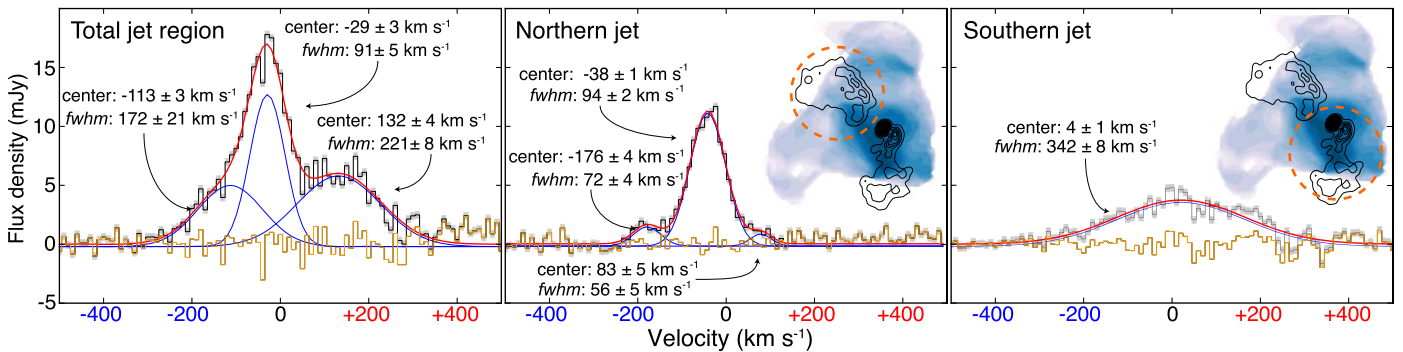 Total jet region
center: -29 ± 3 km s-1
fwhm: 91± 5 km s-1
center: -113 ± 3 km s-1
fwhm: 172 ± 21 km s-1
center: 132 ± 4 km s-1
fwhm: 221± 8 km s-1
Northern jet
center: -38 ± 1 km s-1
fwhm: 94 ± 2 km s-1
center: -176 ± 4 km s-1
fwhm: 72 ± 4 km s-1
center: 83 ± 5 km s-1
fwhm: 56 ± 5 km s-1
Southern jet
center: 4 ± 1 km s-1
fwhm: 342 ± 8 km s-1
Flux density (mJy)
15
10
5
0
-5
-400 -200 0 +200 +400
-400 -200 0 +200 +400
-400 -200 0 +200 +400
Velocity (km s-1)